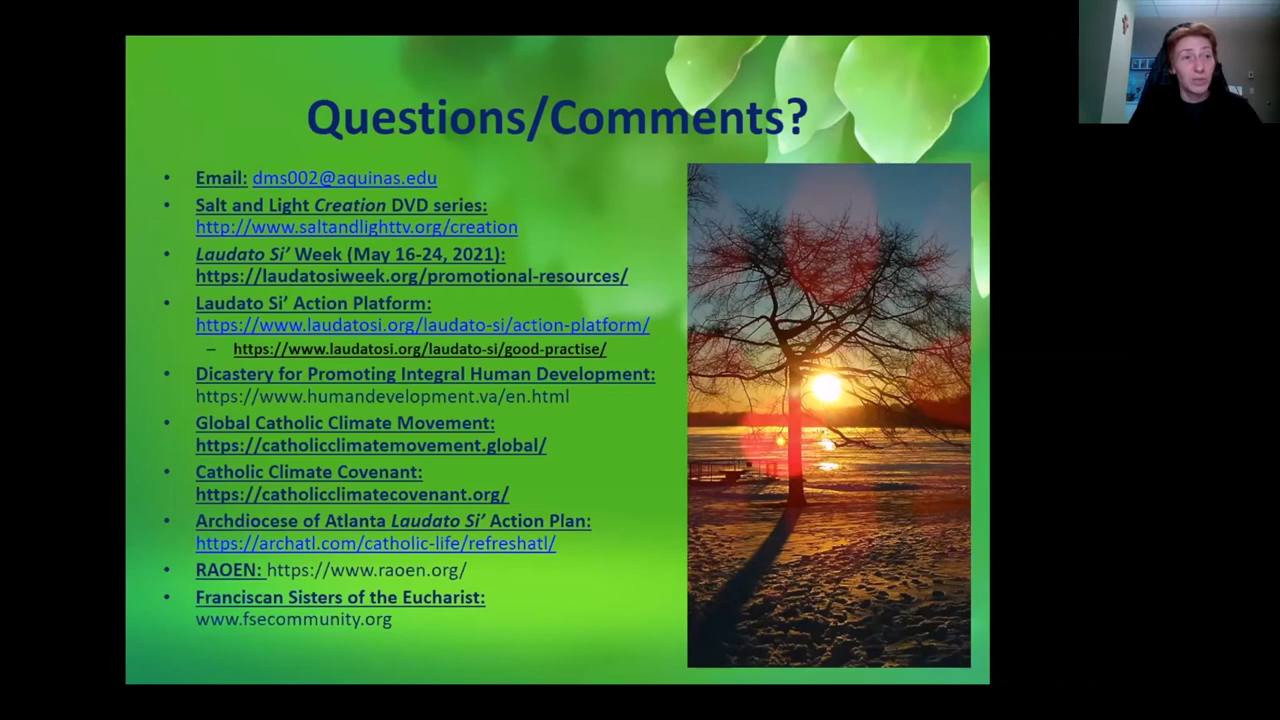 Questions/Comments?
• Email: dms002@aquinas.edu
• Salt and Light Creation DVD series:
http://www.saltandlighttv.org/creation
• Laudato Si’ Week (May 16-24, 2021):
https://laudatosiweek.org/promotional-resources/
• Laudato Si’ Action Platform:
https://www.laudatosi.org/laudato-si/action-platform/
– https://www.laudatosi.org/laudato-si/good-practise/
• Dicastery for Promoting Integral Human Development:
https://www.humandevelopment.va/en.html
• Global Catholic Climate Movement:
https://catholicclimatemovement.global/
• Catholic Climate Covenant:
https://catholicclimatecovenant.org/
• Archdiocese of Atlanta Laudato Si’ Action Plan:
https://archatl.com/catholic-life/refreshatl/
• RAOEN: https://www.raoen.org/
• Franciscan Sisters of the Eucharist:
www.fsecommunity.org